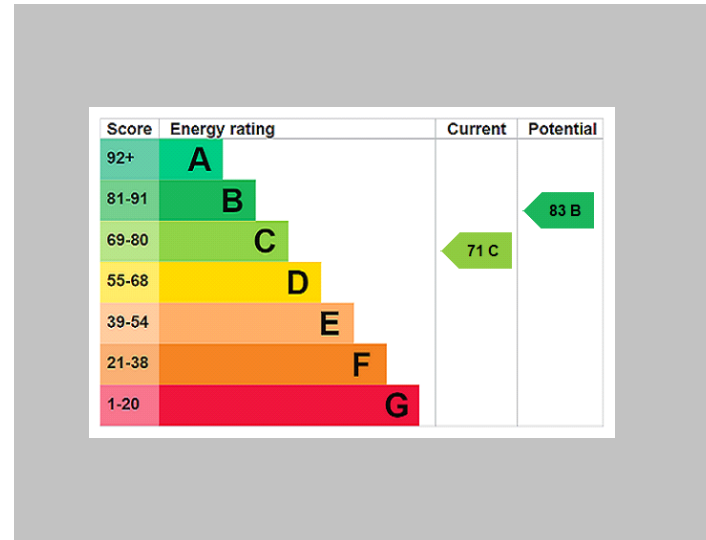 Score Energy rating Current Potential
92+ A
81-91 B
83 B
69-80 C
71 C
55-68 D
39-54 E
21-38 F
1-20 G